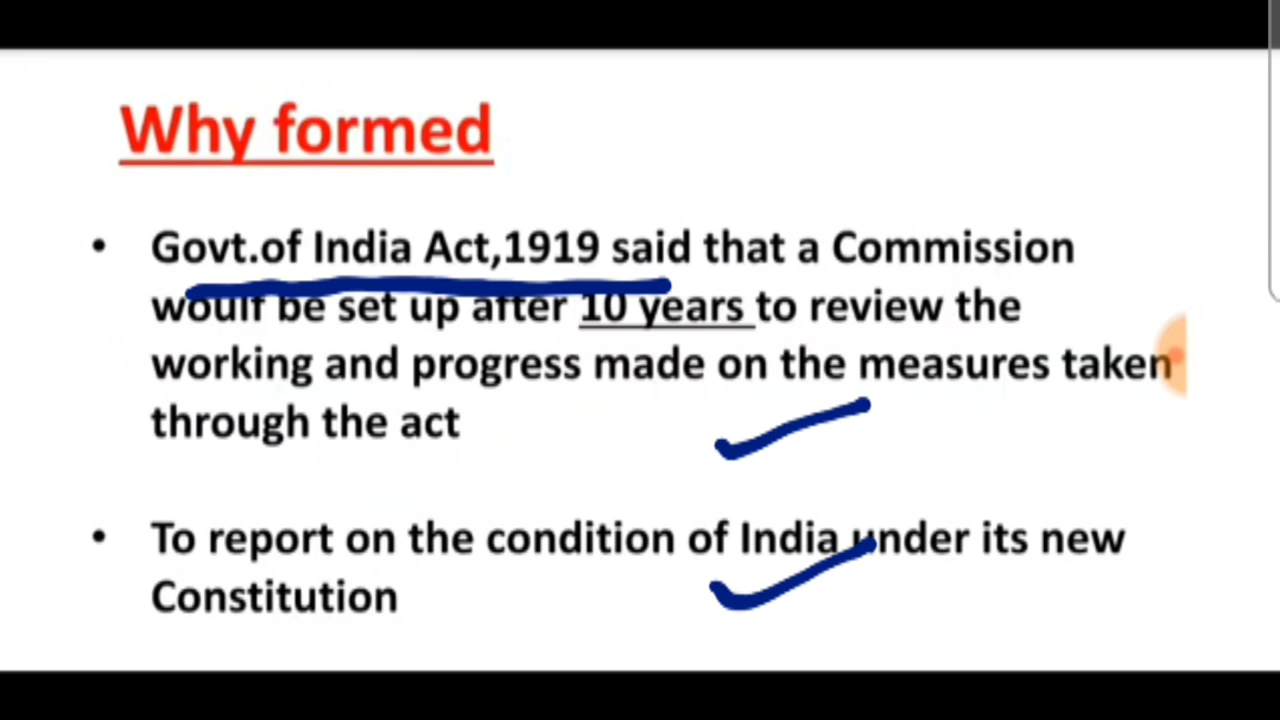 Why formed
• Govt.of India Act,1919 said that a Commission
woulf be set up after 10 years to review the
working and progress made on the measures taken
through the act
• To report on the condition of India under its new
Constitution